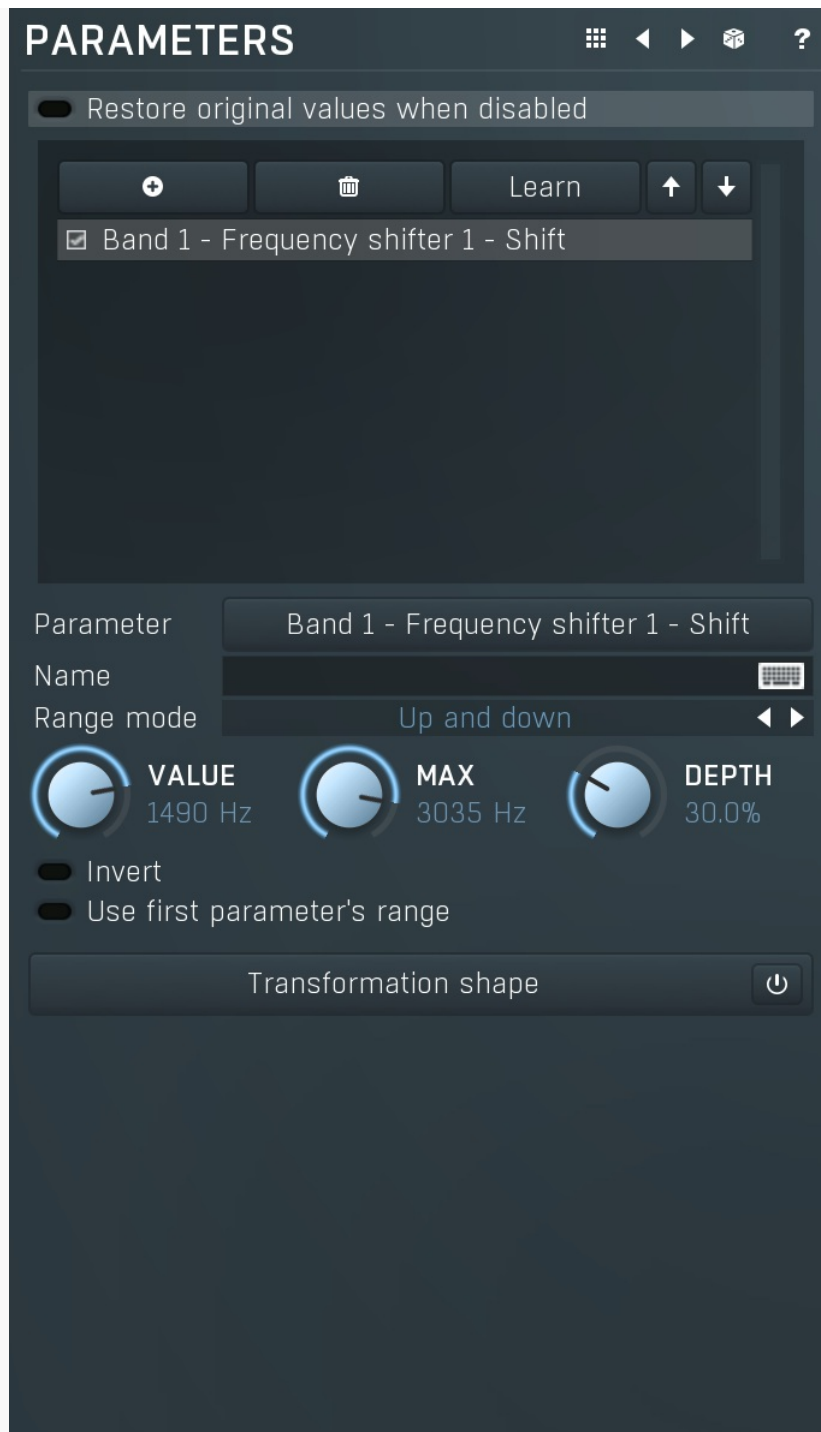 PARAMETERS ?
Restore original values when disabled
Learn
Band 1 - Frequency shifter 1 - Shift
Parameter Band 1 - Frequency shifter 1 - Shift
Name
Range mode Up and down
VALUE MAX DEPTH
1490 Hz 3035 Hz 30.0%
Invert
Use first parameter's range
Transformation shape